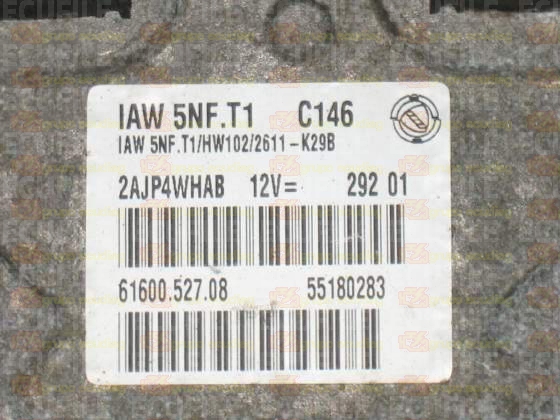 IAW 5NF.T1 C146
IAW 5NF.T1/HW102/2611-K29B
2AJP4WHAB 12V= 292 01
61600.527.08 55180283